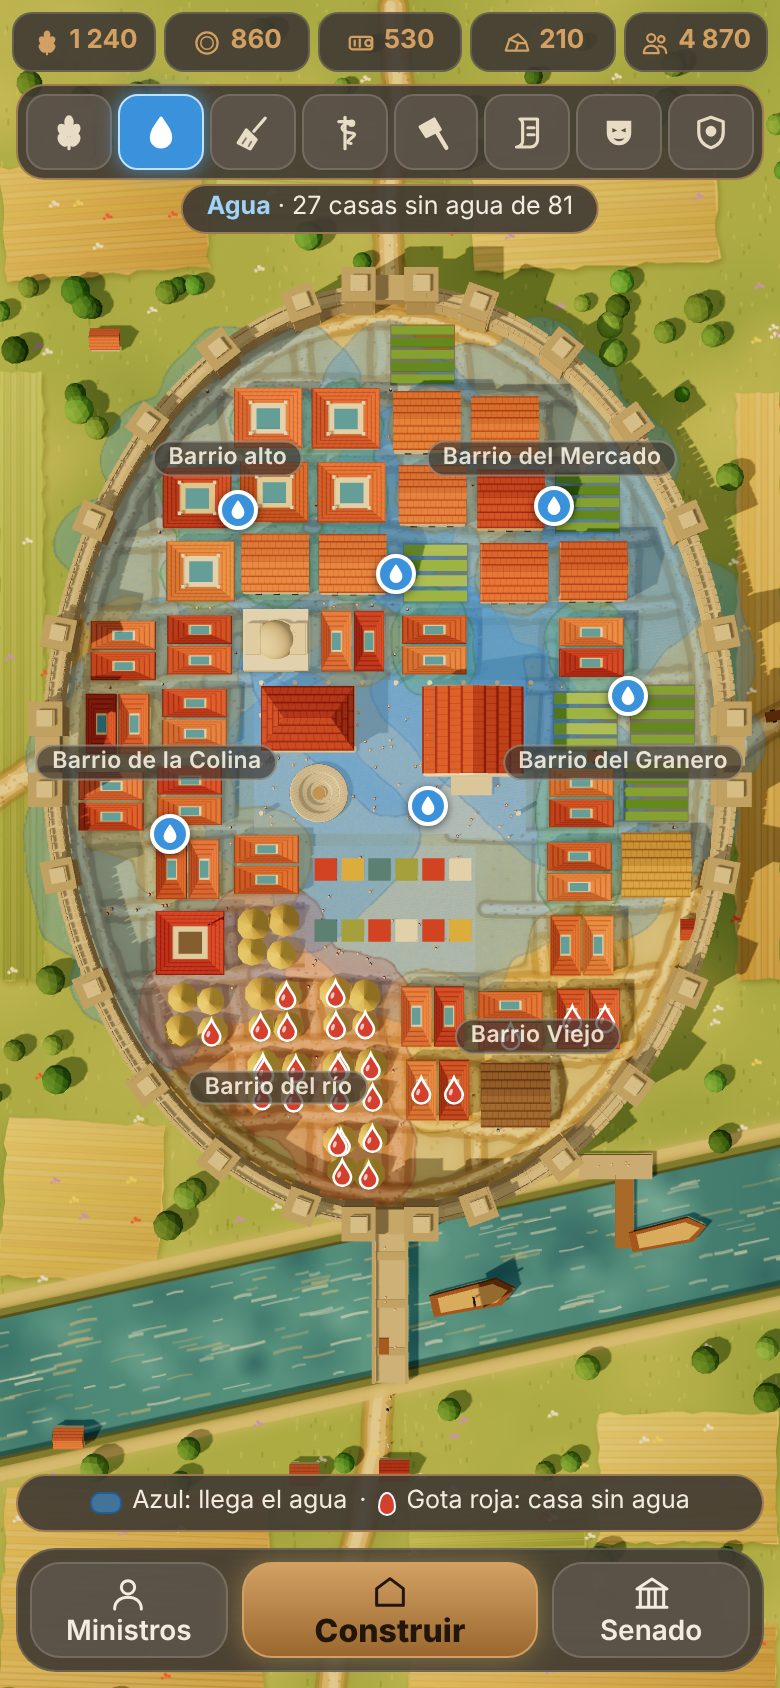 1 240
860
530
210
4 870
Agua · 27 casas sin agua de 81
Barrio alto
Barrio del Mercado
Barrio de la Colina
Barrio del Granero
Barrio Viejo
Barrio del río
Azul: llega el agua · Gota roja: casa sin agua
Ministros
Construir
Senado